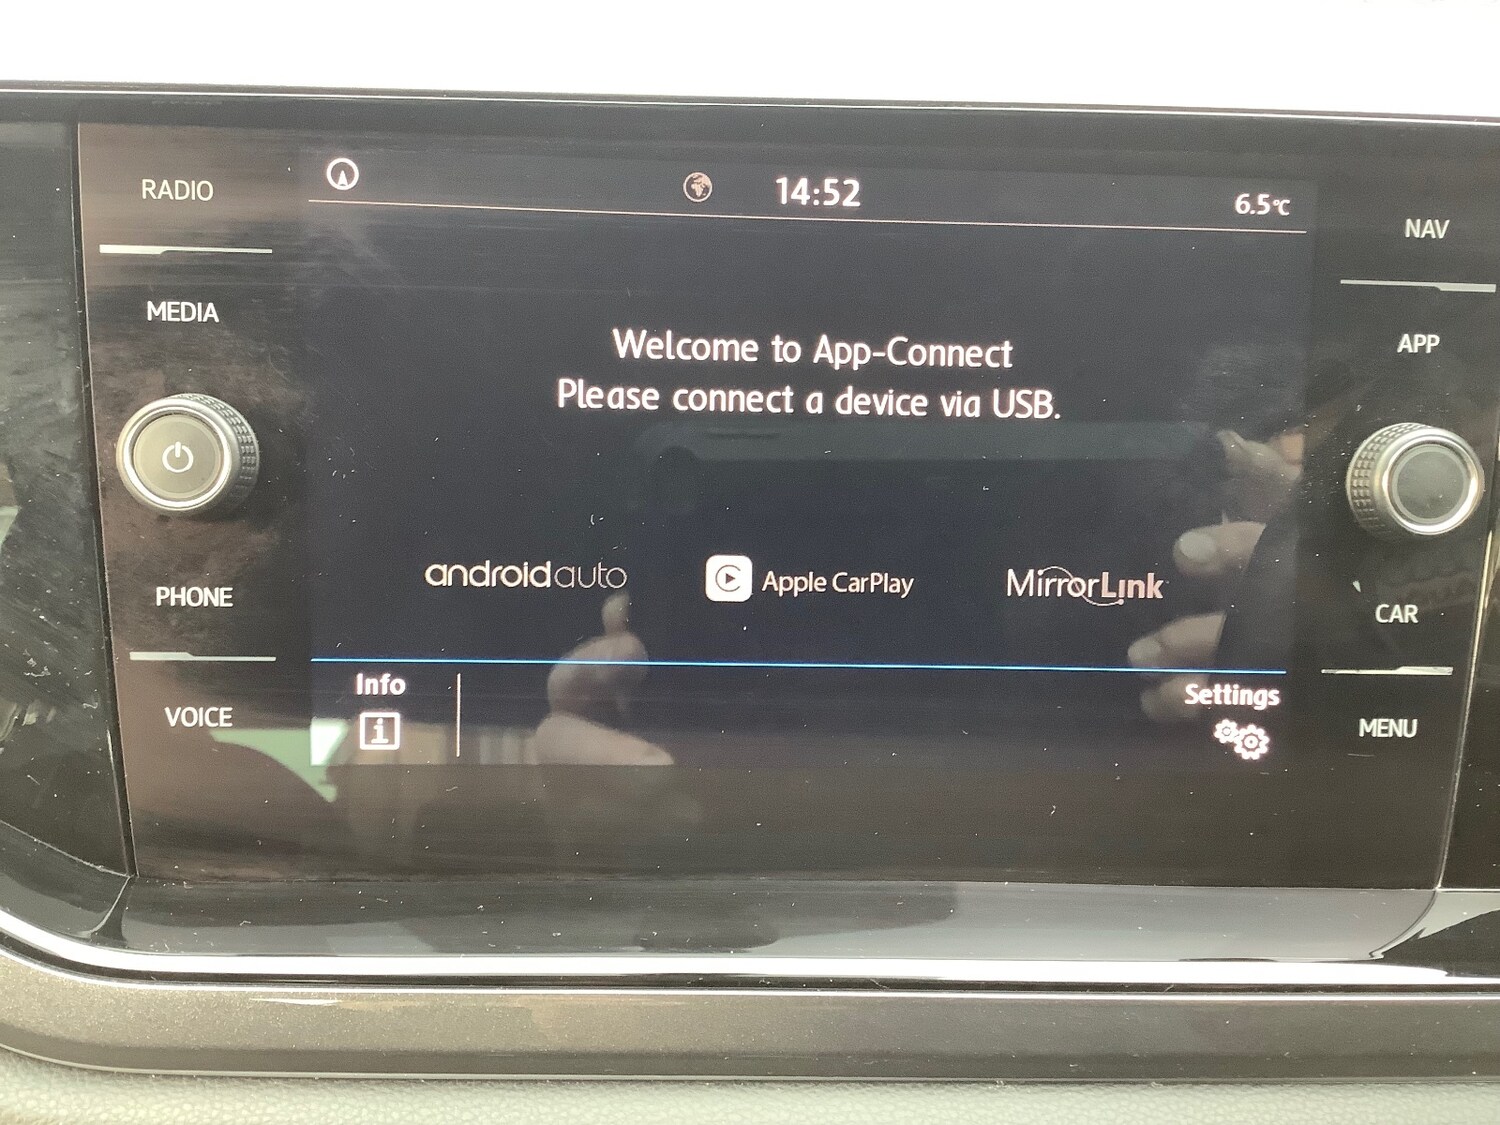 RADIO
MEDIA
PHONE
VOICE
14:52
6.5°C
Welcome to App-Connect
Please connect a device via USB.
androidauto
Apple CarPlay
MirrorLink
Info
Settings
NAV
APP
CAR
MENU